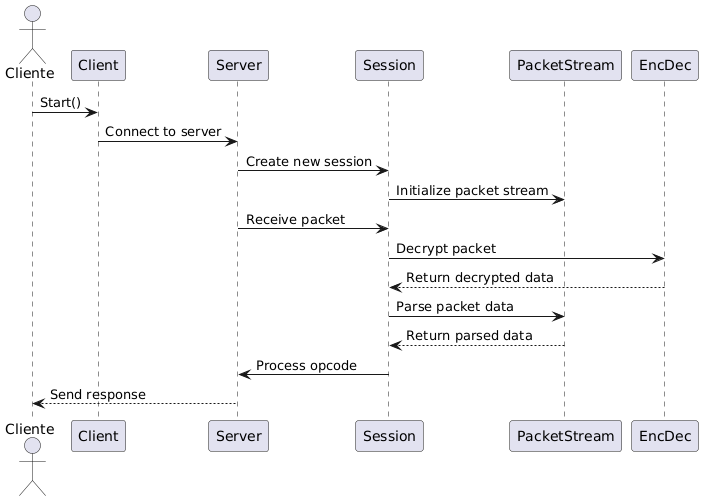 Cliente
Client
Server
Session
PacketStream
EncDec
Start()
Connect to server
Create new session
Initialize packet stream
Receive packet
Decrypt packet
Return decrypted data
Parse packet data
Return parsed data
Process opcode
Send response
Cliente
Client
Server
Session
PacketStream
EncDec